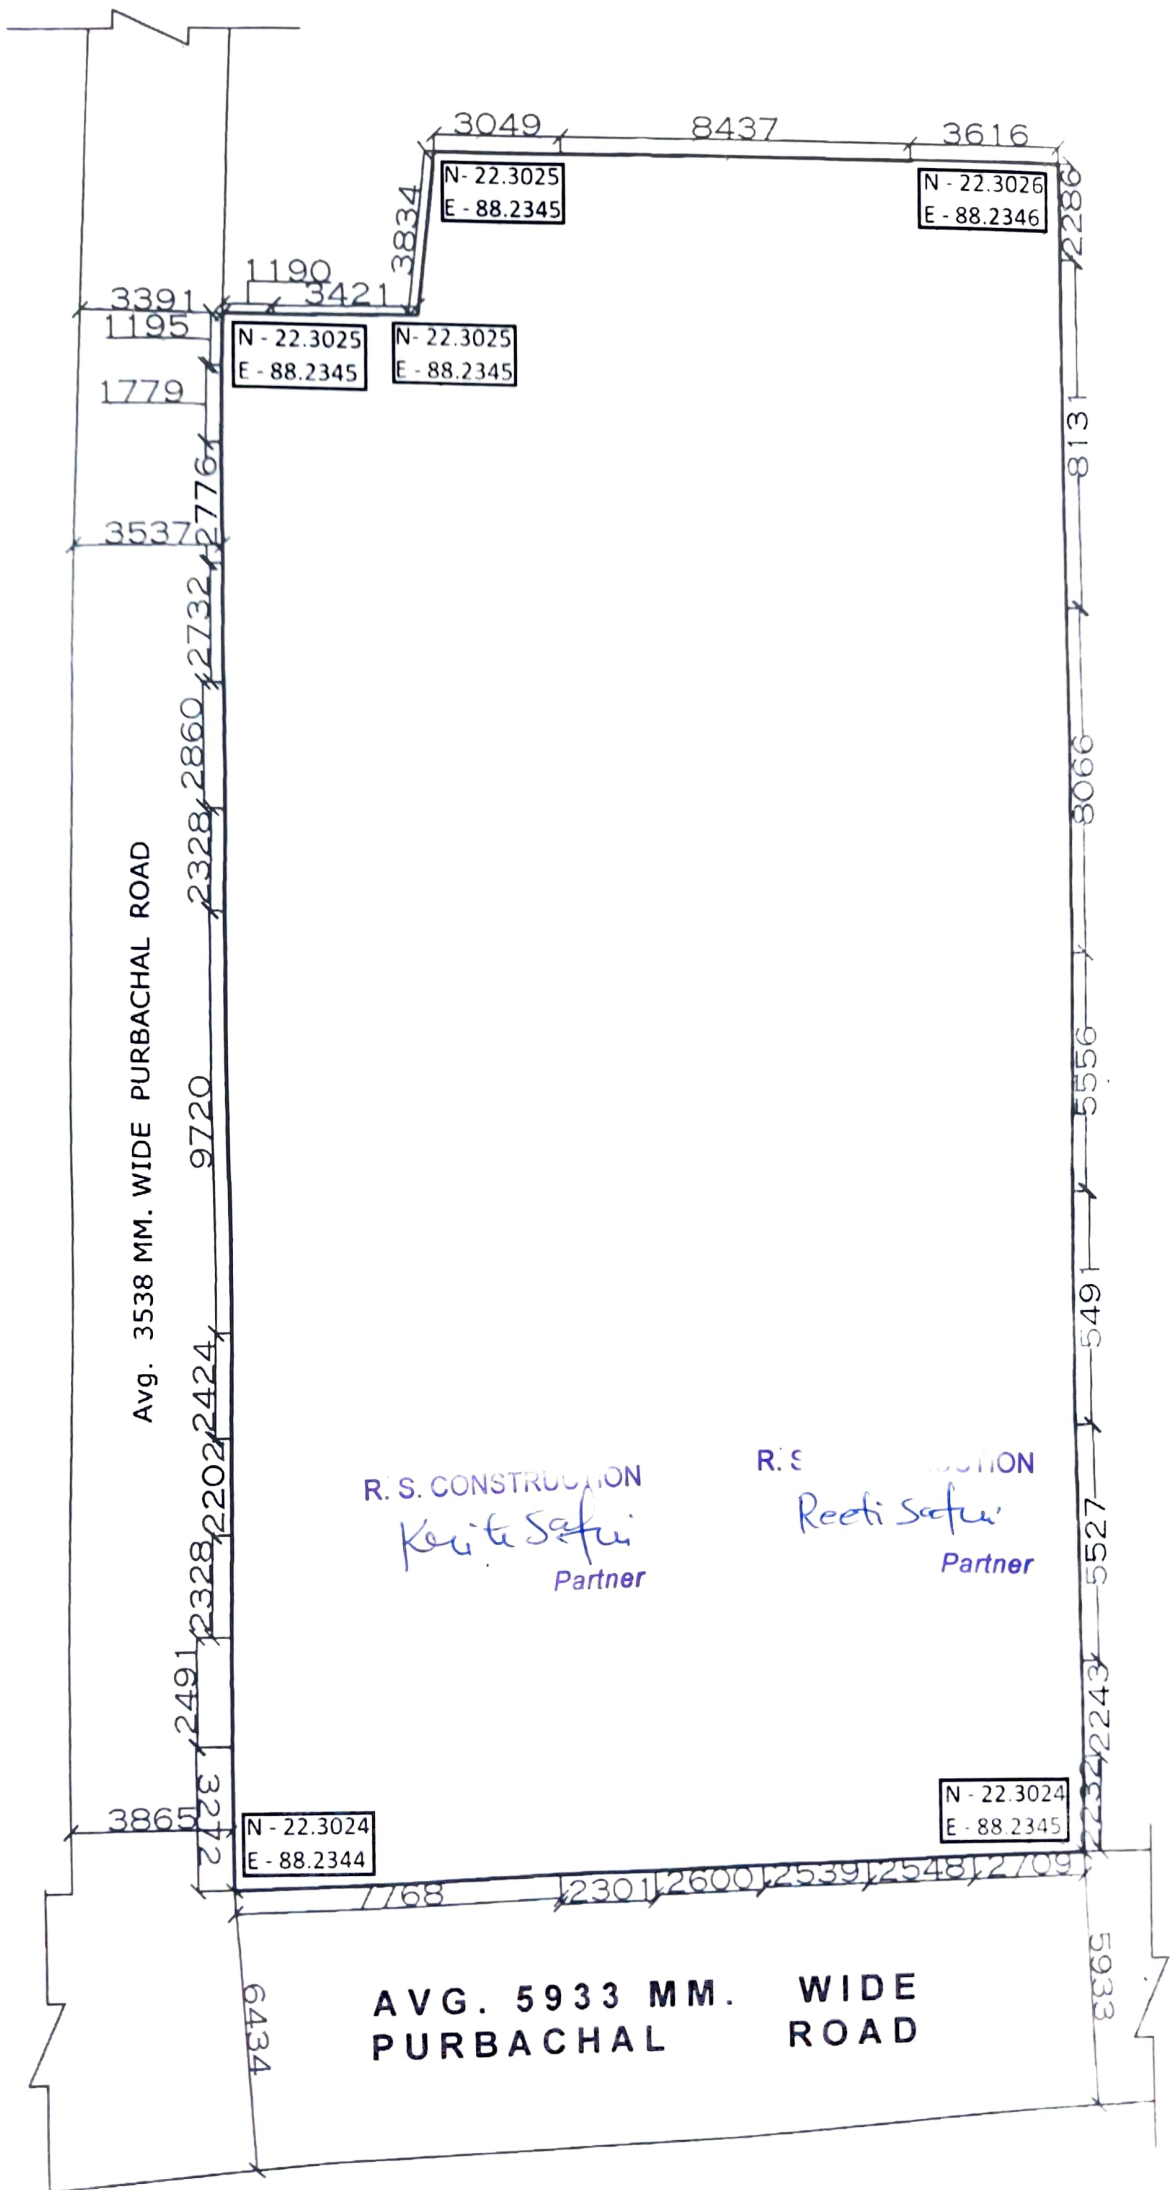 3049
8437
3616
N- 22.3025
E - 88.2345
N - 22.3026
E - 88.2346
2286
3834
1190
3421
3391
1195
N - 22.3025
E - 88.2345
N- 22.3025
E - 88.2345
1779
8131
2776
3537
2732
2860
8066
2328
Avg. 3538 MM. WIDE PURBACHAL ROAD
9720
5556
5491
2424
2202
R. S. CONSTRUCTION
R. S
2328
5527
Partner
Reeti Safui
Partner
2491
2243
3272
2232
3865
N - 22.3024
E - 88.2344
N - 22.3024
E - 88.2345
7768
2301
2600
2539
2548
2709
6434
5933
AVG. 5933 MM. WIDE
PURBACHAL ROAD